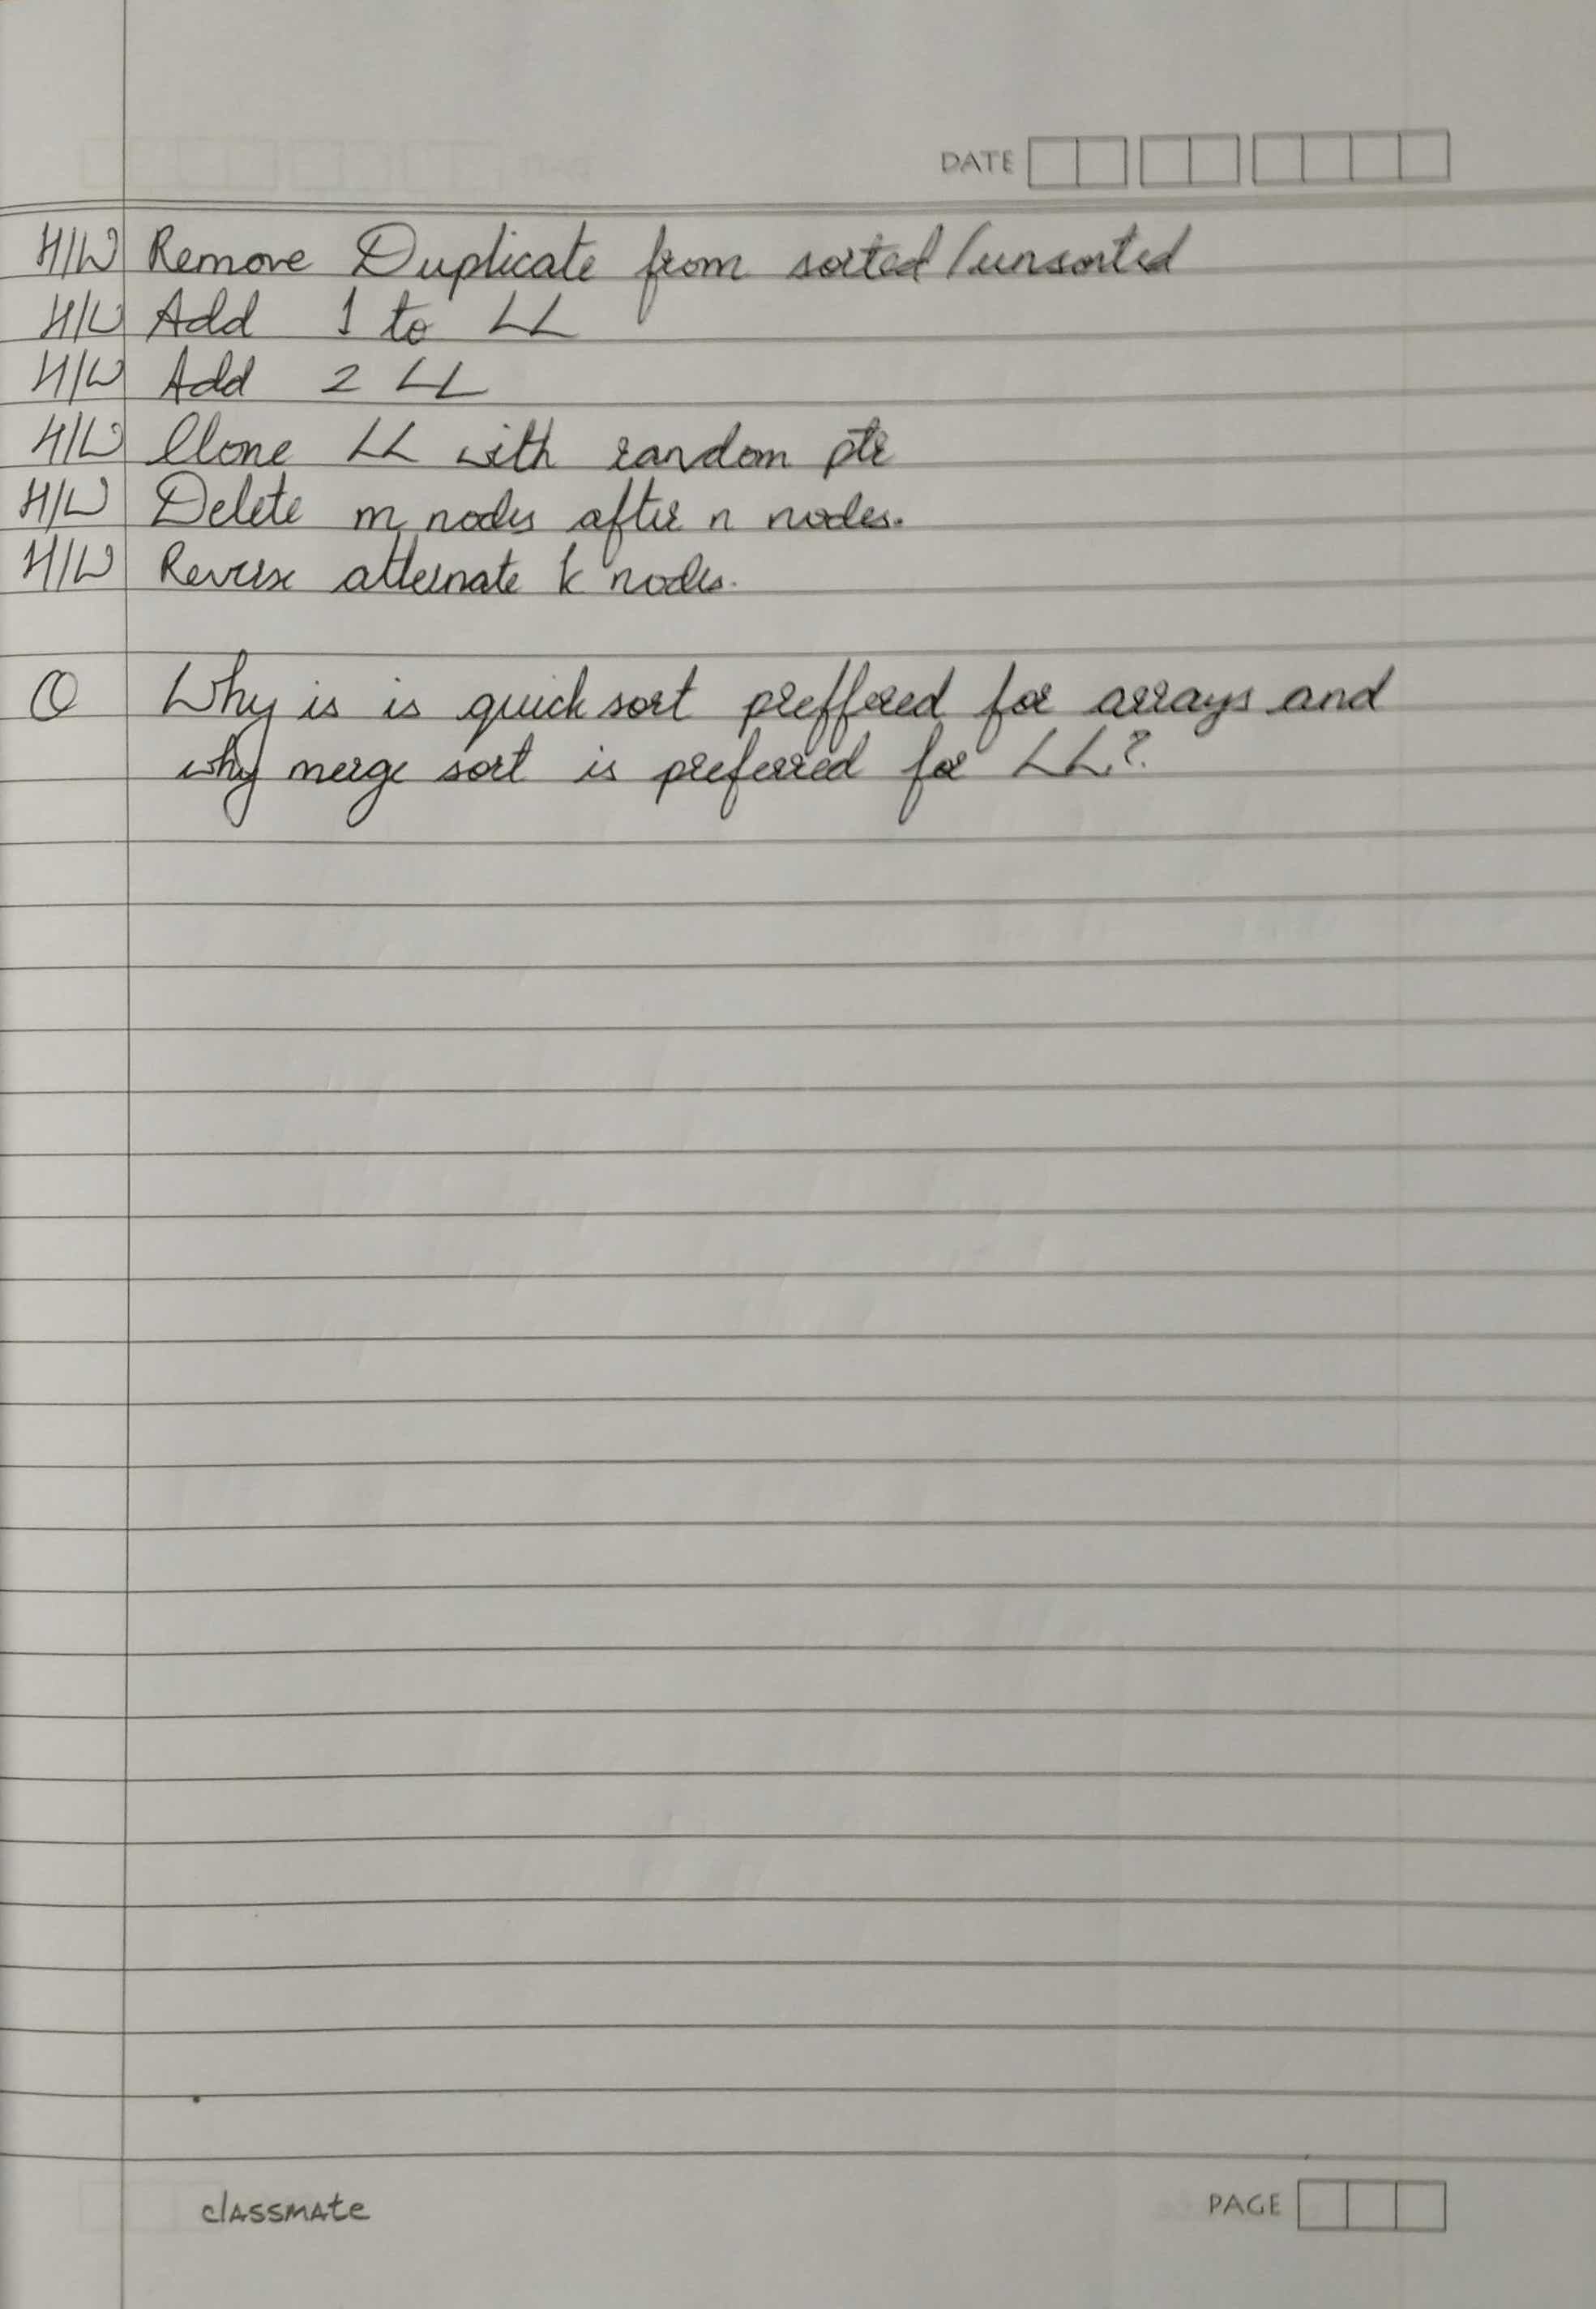 DATE
H/W Remove Duplicate from sorted/unsorted
H/W Add 1 to LL
H/W Add 2 LL
H/W Clone LL with random ptr
H/W Delete m nodes after n nodes.
H/W Reverse alternate k nodes.
Q Why is is quick sort preffered for arrays and
why merge sort is preferred for LL?
classmate
PAGE